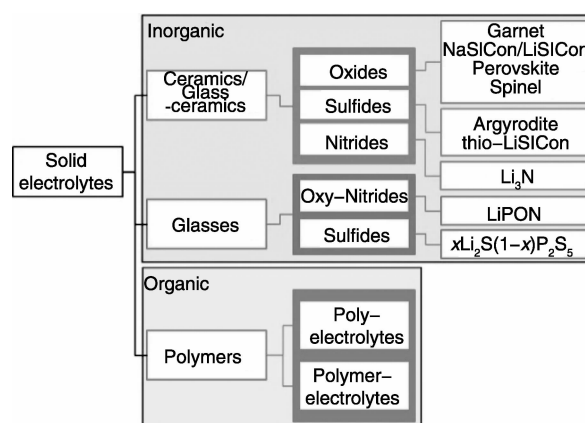 Inorganic
Solid
electrolytes
Ceramics/
Glass
-ceramics
Oxides
Sulfides
Nitrides
Garnet
NaSICon/LiSICon
Perovskite
Spinel
Argyrodite
thio–LiSICon
Li₃N
Glasses
Oxy–Nitrides
Sulfides
LiPON
xLi₂S(1–x)P₂S₅
Organic
Polymers
Poly–
electrolytes
Polymer–
electrolytes